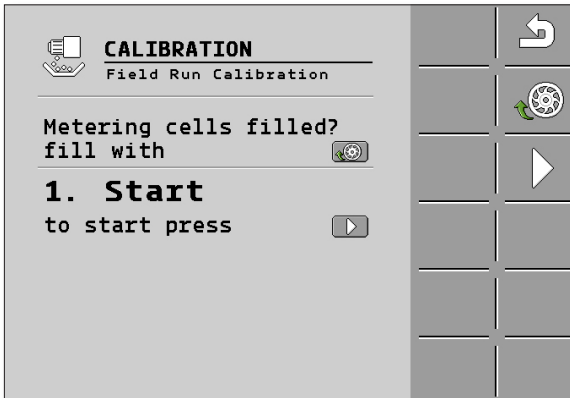 CALIBRATION
Field Run Calibration
Metering cells filled?
fill with
1. Start
to start press